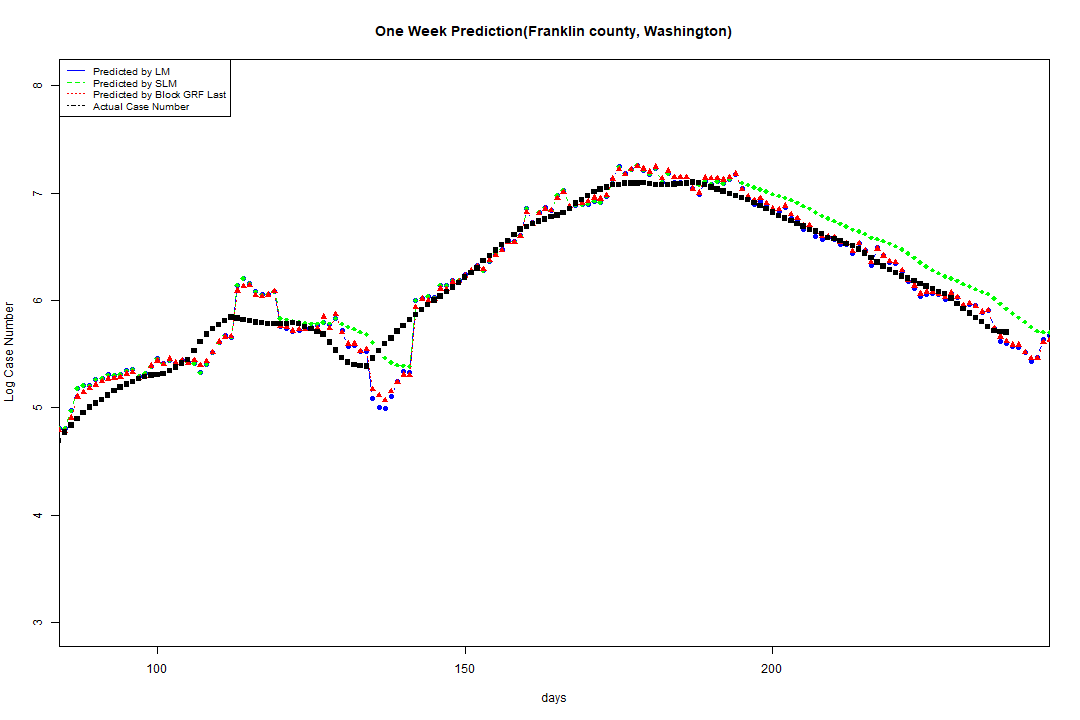 One Week Prediction(Franklin county, Washington)
Predicted by LM
Predicted by SLM
Predicted by Block GRF Last
Actual Case Number
Log Case Number
8
7
6
5
4
3
100
150
200
days